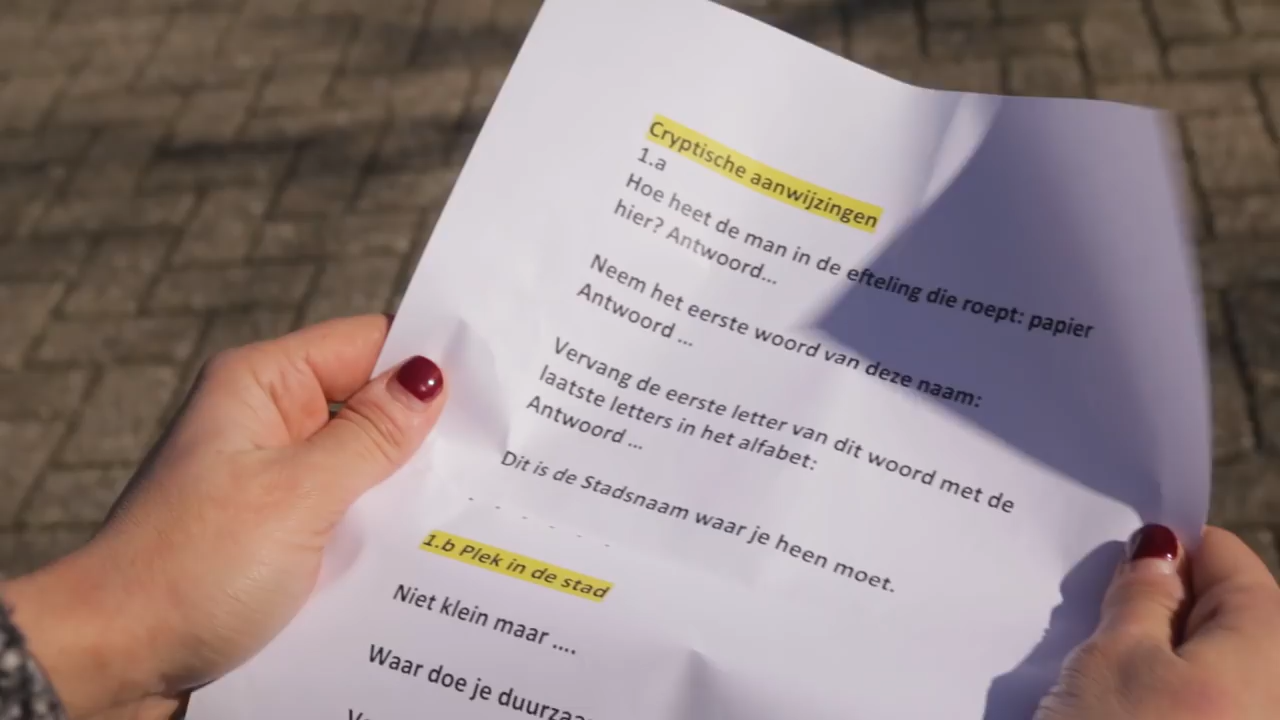 Cryptische aanwijzingen
1.a
Hoe heet de man in de efteling die roept: papier
hier? Antwoord...
Neem het eerste woord van deze naam:
Antwoord ...
Vervang de eerste letter van dit woord met de
laatste letters in het alfabet:
Antwoord ...
Dit is de Stadsnaam waar je heen moet.
1.b Plek in de stad
Niet klein maar ....
Waar doe je